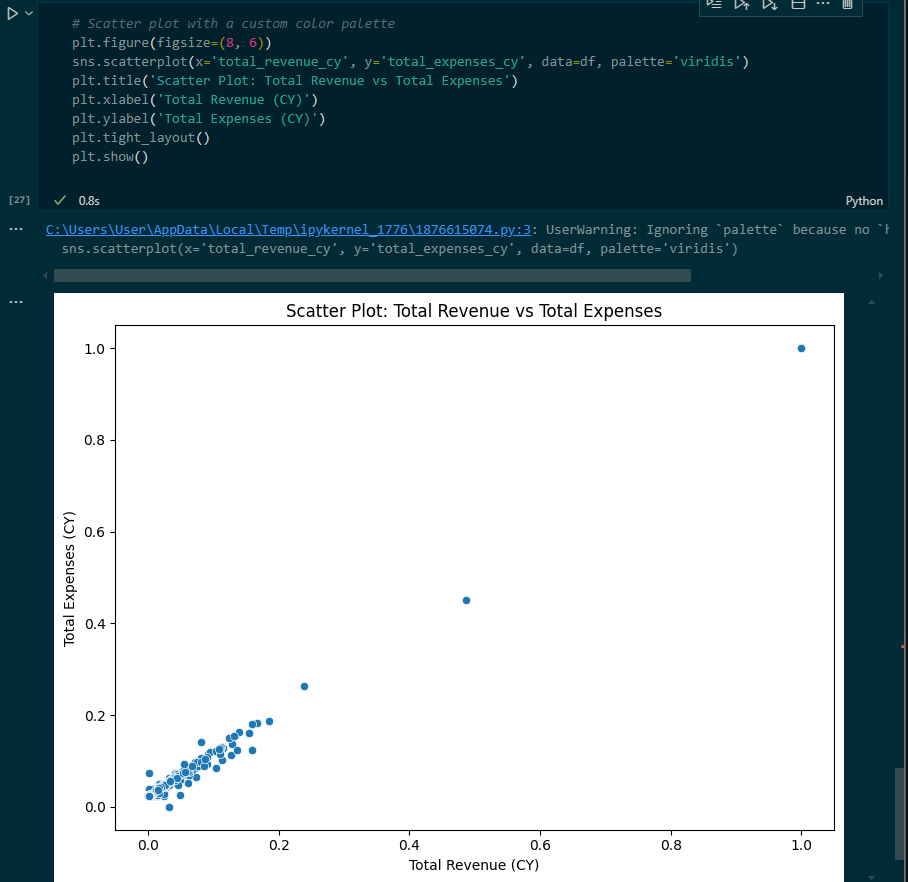 # Scatter plot with a custom color palette
plt.figure(figsize=(8, 6))
sns.scatterplot(x='total_revenue_cy', y='total_expenses_cy', data=df, palette='viridis')
plt.title('Scatter Plot: Total Revenue vs Total Expenses')
plt.xlabel('Total Revenue (CY)')
plt.ylabel('Total Expenses (CY)')
plt.tight_layout()
plt.show()
[27] 0.8s Python
C:\Users\User\AppData\Local\Temp\ipykernel_1776\1876615074.py:3: UserWarning: Ignoring `palette` because no `h
sns.scatterplot(x='total_revenue_cy', y='total_expenses_cy', data=df, palette='viridis')
Scatter Plot: Total Revenue vs Total Expenses
1.0
0.8
0.6
0.4
0.2
0.0
Total Expenses (CY)
0.0 0.2 0.4 0.6 0.8 1.0
Total Revenue (CY)